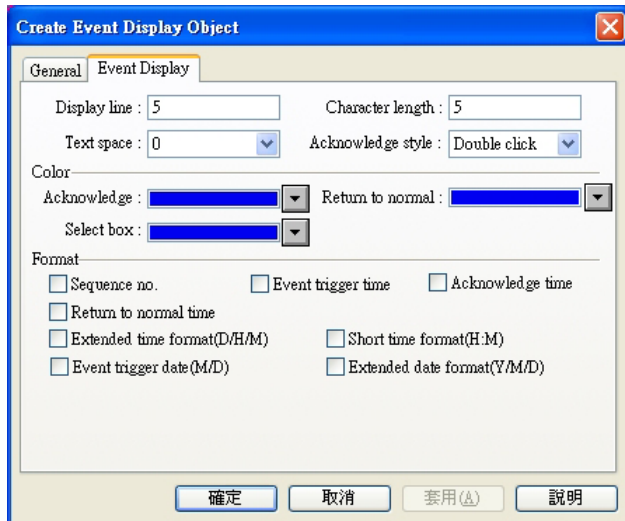 Create Event Display Object
General Event Display
Display line : 5 Character length : 5
Text space : 0 Acknowledge style : Double click
Color
Acknowledge : Return to normal :
Select box :
Format
Sequence no. Event trigger time Acknowledge time
Return to normal time
Extended time format(D/H/M) Short time format(H:M)
Event trigger date(M/D) Extended date format(Y/M/D)
確定 取消 套用(A) 說明